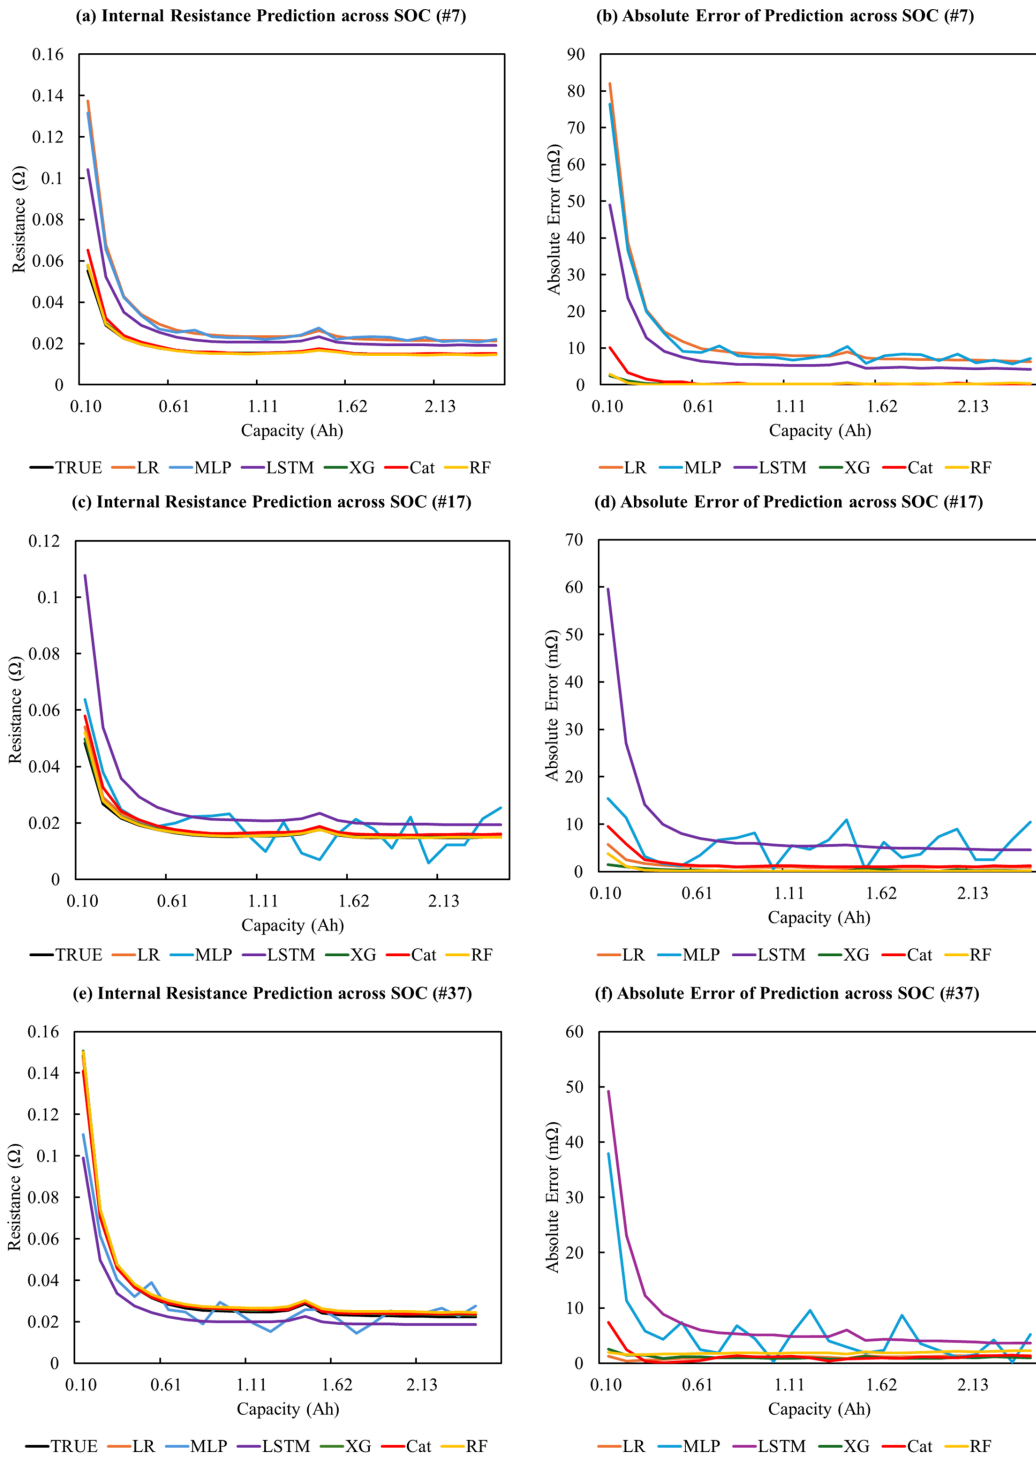 (a) Internal Resistance Prediction across SOC (#7)
0.16
0.14
0.12
0.1
0.08
0.06
0.04
0.02
0
Resistance (Ω)
0.10 0.61 1.11 1.62 2.13
Capacity (Ah)
TRUE LR MLP LSTM XG Cat RF
(b) Absolute Error of Prediction across SOC (#7)
90
80
70
60
50
40
30
20
10
0
Absolute Error (mΩ)
0.10 0.61 1.11 1.62 2.13
Capacity (Ah)
LR MLP LSTM XG Cat RF
(c) Internal Resistance Prediction across SOC (#17)
0.12
0.1
0.08
0.06
0.04
0.02
0
Resistance (Ω)
0.10 0.61 1.11 1.62 2.13
Capacity (Ah)
TRUE LR MLP LSTM XG Cat RF
(d) Absolute Error of Prediction across SOC (#17)
70
60
50
40
30
20
10
0
Absolute Error (mΩ)
0.10 0.61 1.11 1.62 2.13
Capacity (Ah)
LR MLP LSTM XG Cat RF
(e) Internal Resistance Prediction across SOC (#37)
0.16
0.14
0.12
0.1
0.08
0.06
0.04
0.02
0
Resistance (Ω)
0.10 0.61 1.11 1.62 2.13
Capacity (Ah)
TRUE LR MLP LSTM XG Cat RF
(f) Absolute Error of Prediction across SOC (#37)
60
50
40
30
20
10
0
Absolute Error (mΩ)
0.10 0.61 1.11 1.62 2.13
Capacity (Ah)
LR MLP LSTM XG Cat RF